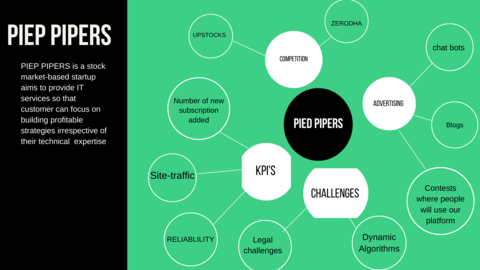 PIEP PIPERS
PIEP PIPERS is a stock
market-based startup
aims to provide IT
services so that
customer can focus on
building profitable
strategies irrespective of
their technical expertise
UPSTOCKS
ZERODHA
COMPETITION
chat bots
ADVERTISING
Number of new
subscription
added
PIED PIPERS
Blogs
KPI'S
Site-traffic
CHALLENGES
Contests
where people
will use our
platform
RELIABLILITY
Legal
challenges
Dynamic
Algorithms